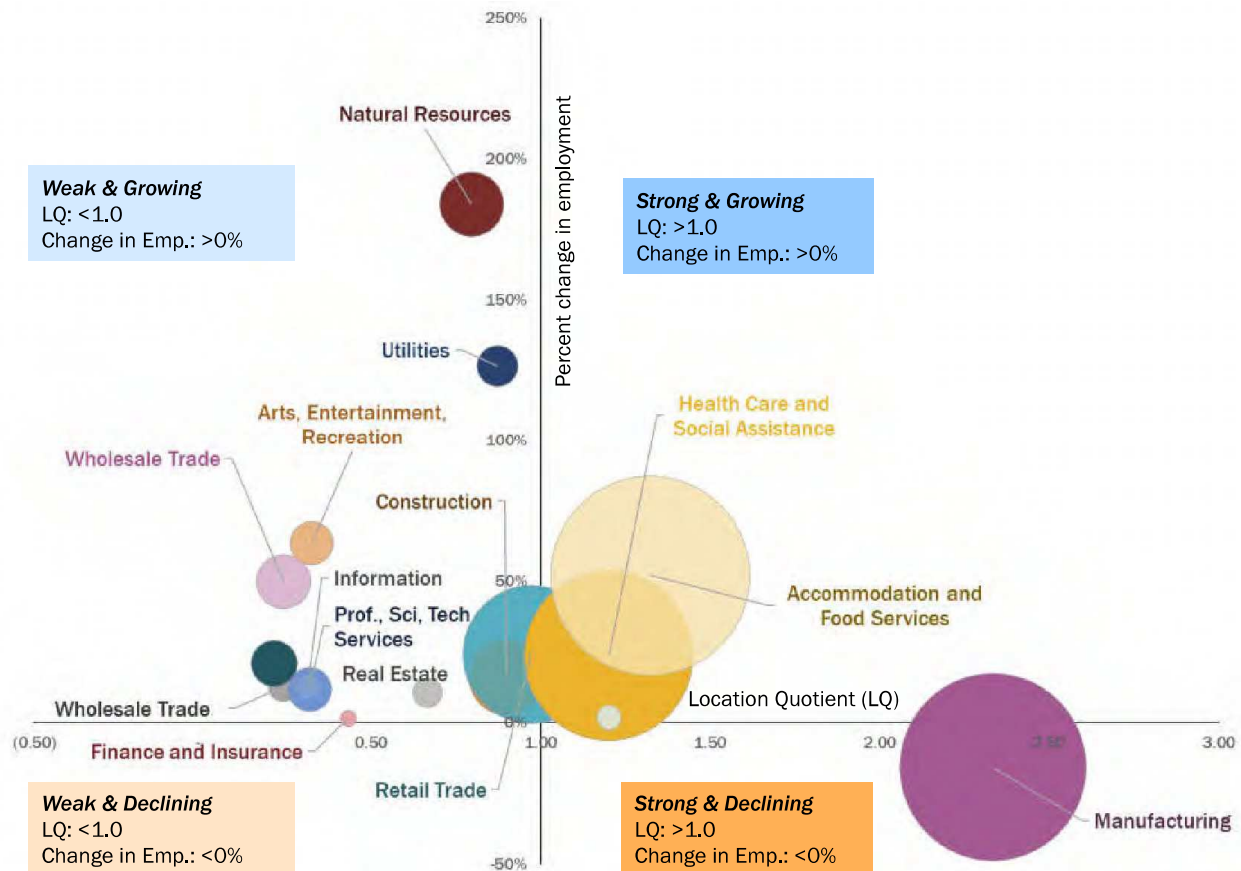 250%
Natural Resources
Percent change in employment
200%
Weak & Growing
LQ: <1.0
Change in Emp.: >0%
Strong & Growing
LQ: >1.0
Change in Emp.: >0%
150%
Utilities
Arts, Entertainment,
Recreation
100%
Health Care and
Social Assistance
Wholesale Trade
Construction
50%
Information
Accommodation and
Food Services
Prof., Sci, Tech
Services
Real Estate
Wholesale Trade
Location Quotient (LQ)
0%
(0.50)
0.50
1.00
1.50
2.00
2.50
3.00
Finance and Insurance
Retail Trade
Weak & Declining
LQ: <1.0
Change in Emp.: <0%
Strong & Declining
LQ: >1.0
Change in Emp.: <0%
Manufacturing
-50%